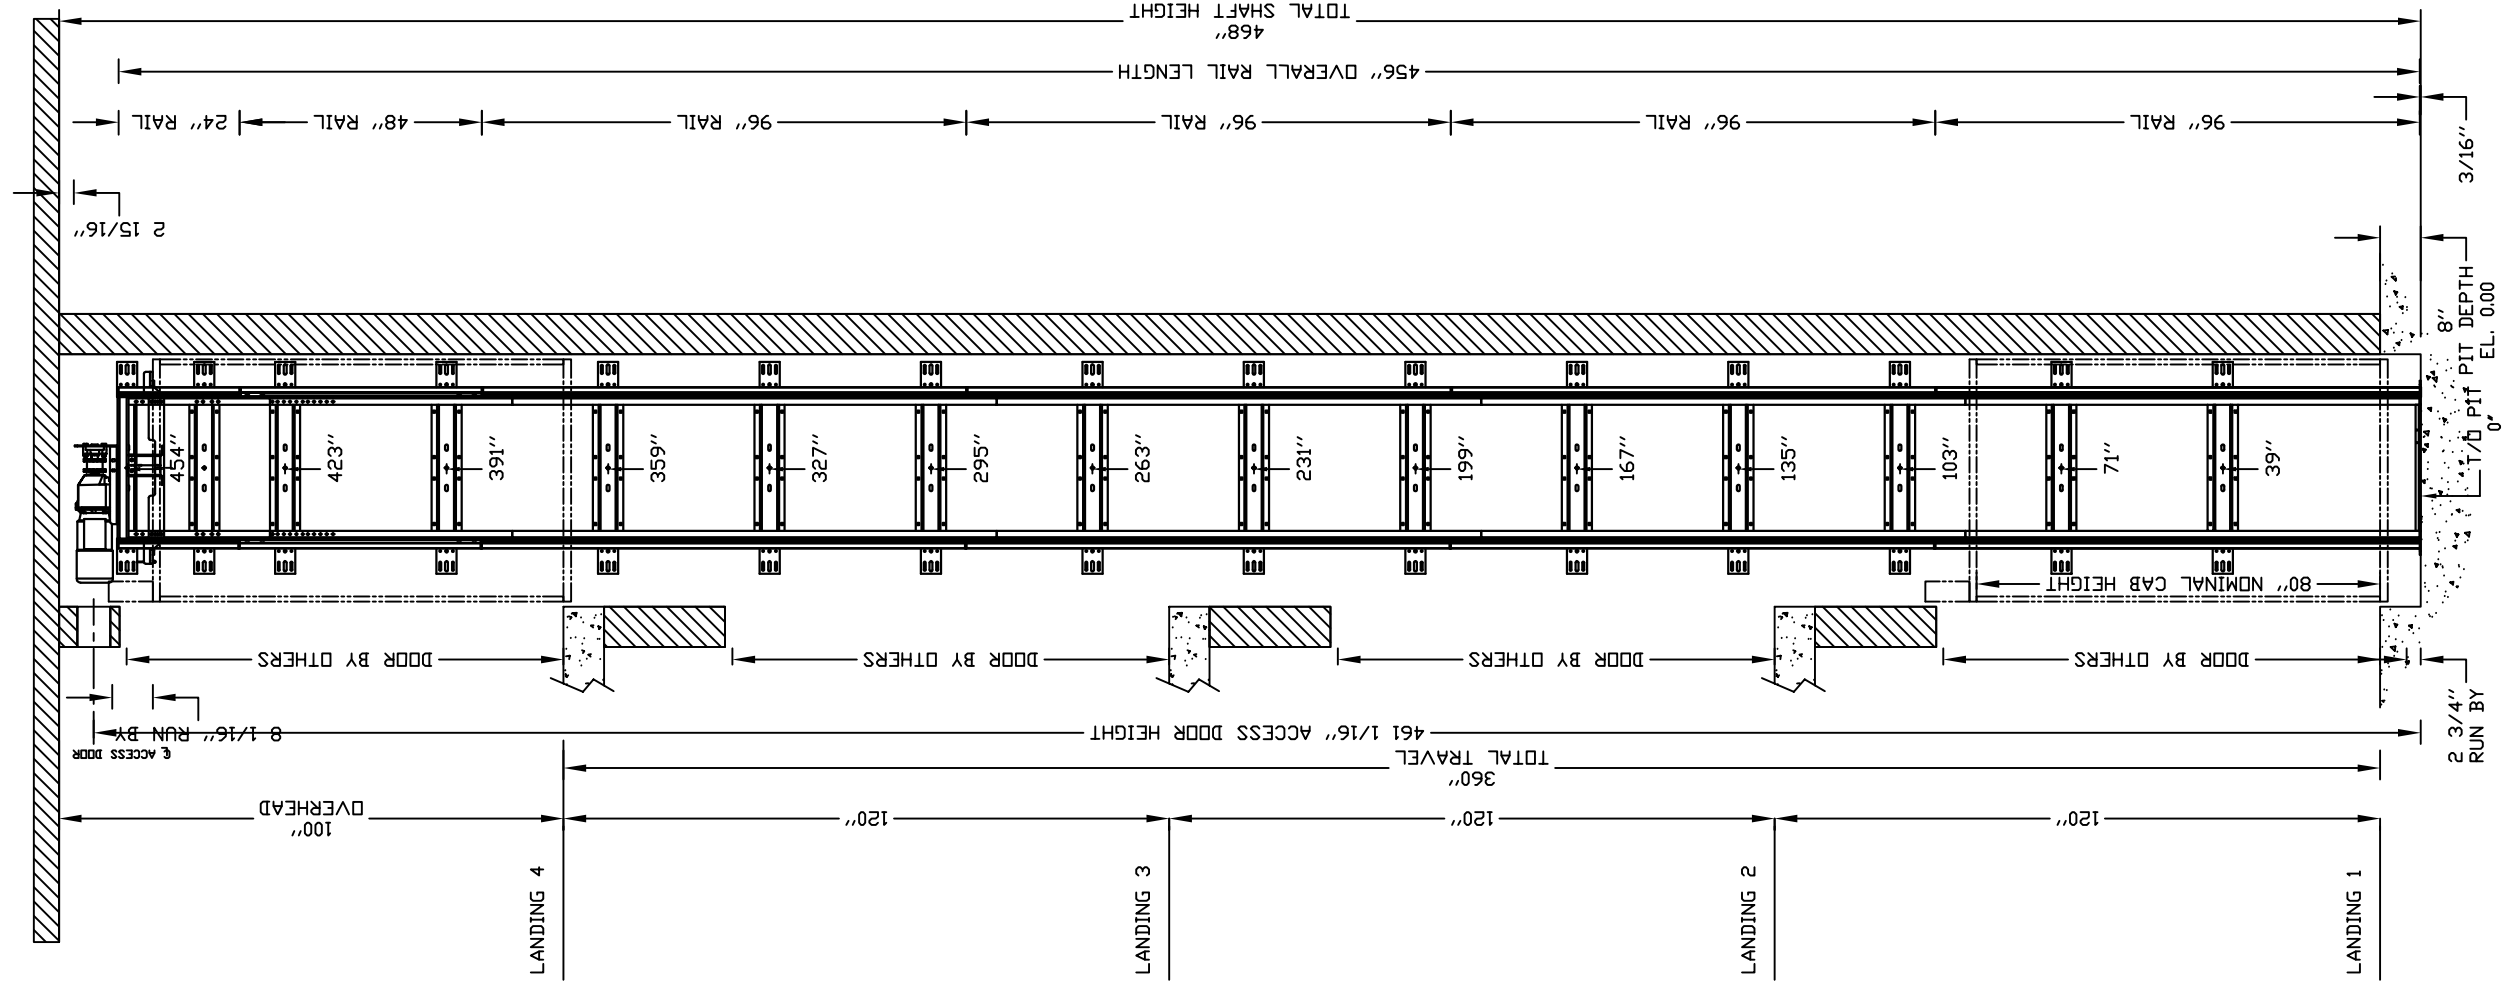 TOTAL SHAFT HEIGHT
468"
456" OVERALL RAIL LENGTH
24" RAIL
48" RAIL
96" RAIL
96" RAIL
96" RAIL
96" RAIL
3/16"
2 15/16"
8"
PIT DEPTH
EL. 0.00
T/O PIT
0"
454"
423"
391"
359"
327"
295"
263"
231"
199"
167"
135"
103"
71"
39"
80" NOMINAL CAB HEIGHT
DOOR BY OTHERS
DOOR BY OTHERS
DOOR BY OTHERS
DOOR BY OTHERS
2 3/4"
RUN BY
8 1/16" RUN BY
461 1/16" ACCESS DOOR HEIGHT
℄ ACCESS DOOR
TOTAL TRAVEL
360"
OVERHEAD
100"
120"
120"
120"
LANDING 4
LANDING 3
LANDING 2
LANDING 1